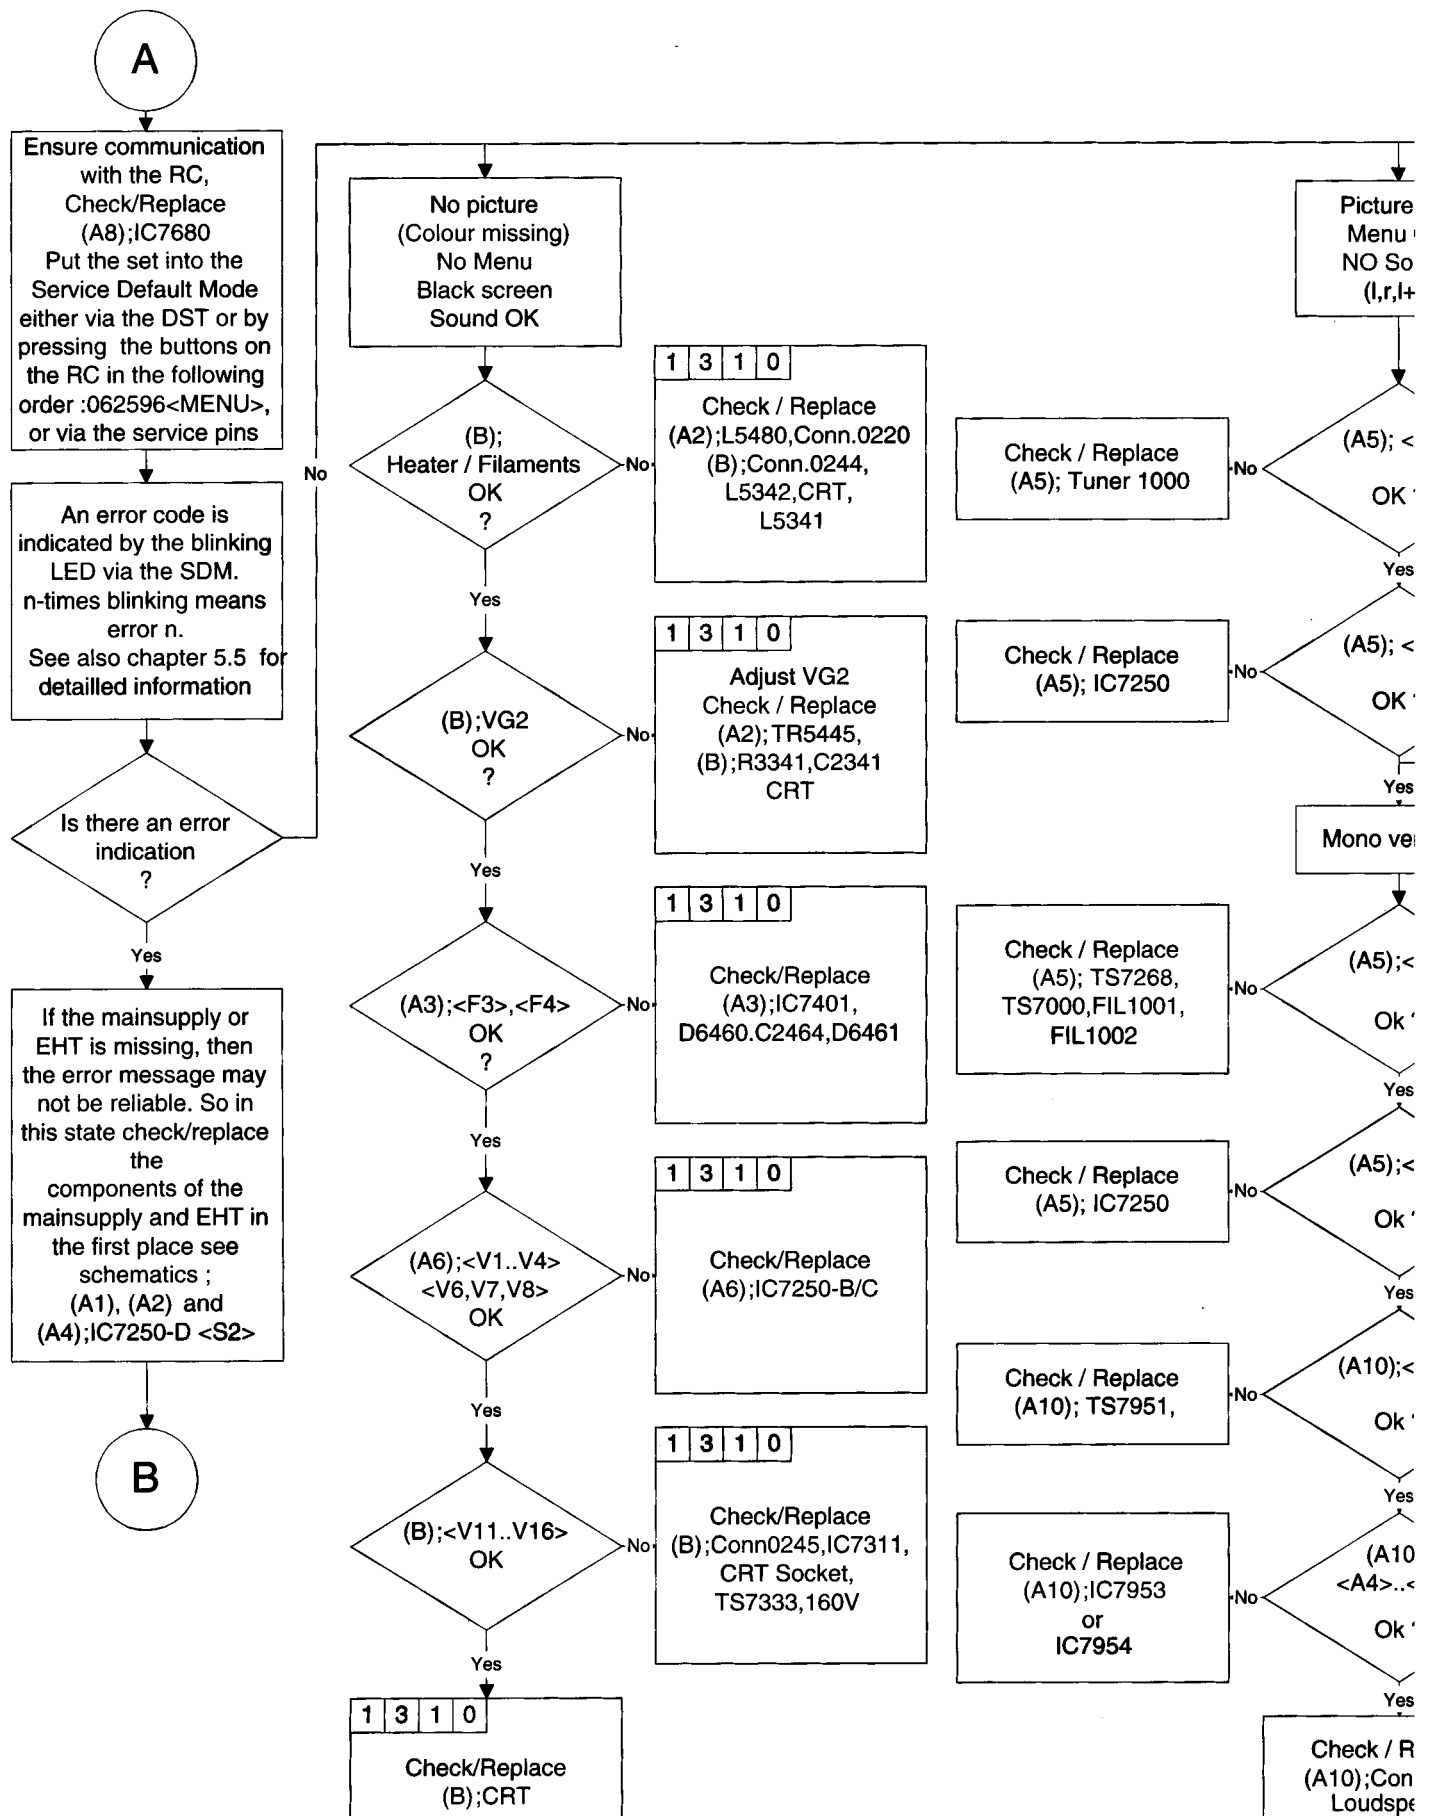 A
Ensure communication
with the RC,
Check/Replace
(A8);IC7680
Put the set into the
Service Default Mode
either via the DST or by
pressing the buttons on
the RC in the following
order :062596<MENU>,
or via the service pins
An error code is
indicated by the blinking
LED via the SDM.
n-times blinking means
error n.
See also chapter 5.5 for
detailled information
Is there an error
indication
?
No
Yes
If the mainsupply or
EHT is missing, then
the error message may
not be reliable. So in
this state check/replace
the
components of the
mainsupply and EHT in
the first place see
schematics ;
(A1), (A2) and
(A4);IC7250-D <S2>
B
No picture
(Colour missing)
No Menu
Black screen
Sound OK
(B);
Heater / Filaments
OK
?
No
Yes
1 3 1 0
Check / Replace
(A2);L5480,Conn.0220
(B);Conn.0244,
L5342,CRT,
L5341
(B);VG2
OK
?
No
Yes
1 3 1 0
Adjust VG2
Check / Replace
(A2);TR5445,
(B);R3341,C2341
CRT
(A3);<F3>,<F4>
OK
?
No
Yes
1 3 1 0
Check/Replace
(A3);IC7401,
D6460.C2464,D6461
(A6);<V1..V4>
<V6,V7,V8>
OK
No
Yes
1 3 1 0
Check/Replace
(A6);IC7250-B/C
(B);<V11..V16>
OK
No
Yes
1 3 1 0
Check/Replace
(B);Conn0245,IC7311,
CRT Socket,
TS7333,160V
1 3 1 0
Check/Replace
(B);CRT
Picture
Menu
NO So
(l,r,l+
(A5); <
OK
No
Yes
Check / Replace
(A5); Tuner 1000
(A5); <
OK
No
Yes
Check / Replace
(A5); IC7250
Mono ve
(A5);<
Ok
No
Yes
Check / Replace
(A5); TS7268,
TS7000,FIL1001,
FIL1002
(A5);<
Ok
No
Yes
Check / Replace
(A5); IC7250
(A10);<
Ok
No
Yes
Check / Replace
(A10); TS7951,
(A10
<A4>..<
Ok
No
Yes
Check / Replace
(A10);IC7953
or
IC7954
Check / R
(A10);Con
Loudspe